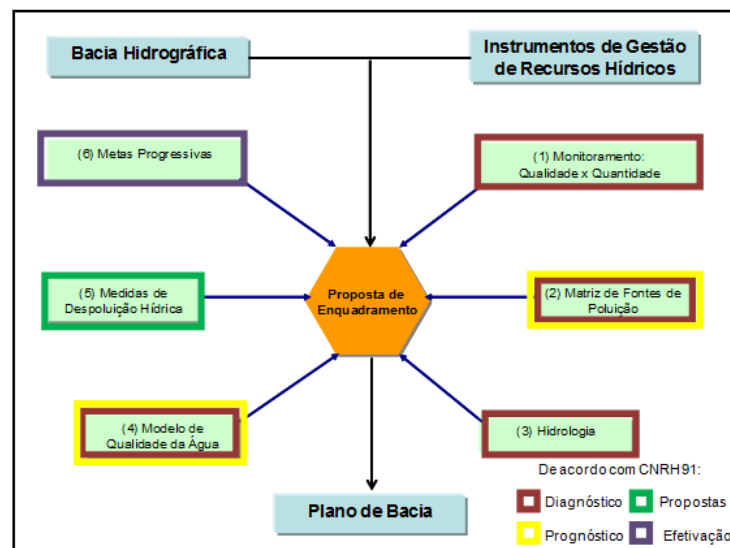 Bacia Hidrográfica
Instrumentos de Gestão
de Recursos Hídricos
(6) Metas Progressivas
(1) Monitoramento:
Qualidade x Quantidade
(5) Medidas de
Despoluição Hídrica
Proposta de
Enquadramento
(2) Matriz de Fontes de
Poluição
(4) Modelo de
Qualidade da Água
(3) Hidrologia
De acordo com CNRH 91:
Diagnóstico
Propostas
Prognóstico
Efetivação
Plano de Bacia